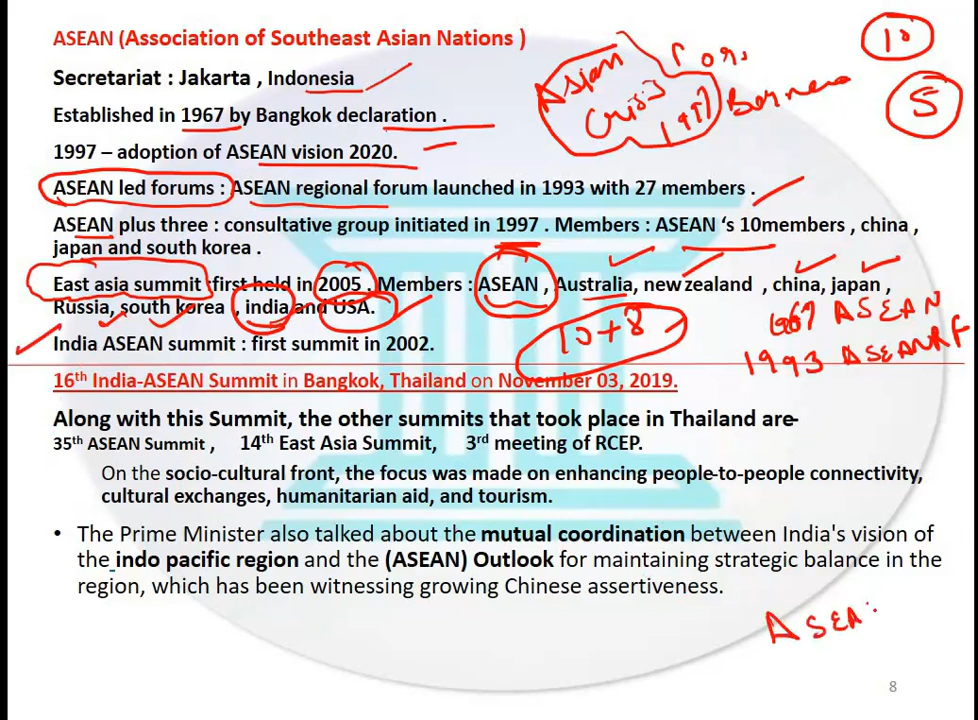 ASEAN (Association of Southeast Asian Nations )
10
Secretariat : Jakarta , Indonesia
Asian
Crisis
1997
Borneo
5
Established in 1967 by Bangkok declaration .
1997 – adoption of ASEAN vision 2020.
ASEAN led forums : ASEAN regional forum launched in 1993 with 27 members .
ASEAN plus three : consultative group initiated in 1997 . Members : ASEAN 's 10members , china ,
japan and south korea .
East asia summit :first held in 2005 . Members : ASEAN , Australia, new zealand , china, japan ,
Russia, south korea , india and USA.
10+8
1967 ASEAN
1993 ASEANRF
India ASEAN summit : first summit in 2002.
16th India-ASEAN Summit in Bangkok, Thailand on November 03, 2019.
Along with this Summit, the other summits that took place in Thailand are-
35th ASEAN Summit , 14th East Asia Summit, 3rd meeting of RCEP.
On the socio-cultural front, the focus was made on enhancing people-to-people connectivity,
cultural exchanges, humanitarian aid, and tourism.
• The Prime Minister also talked about the mutual coordination between India's vision of
the indo pacific region and the (ASEAN) Outlook for maintaining strategic balance in the
region, which has been witnessing growing Chinese assertiveness.
ASEA
8